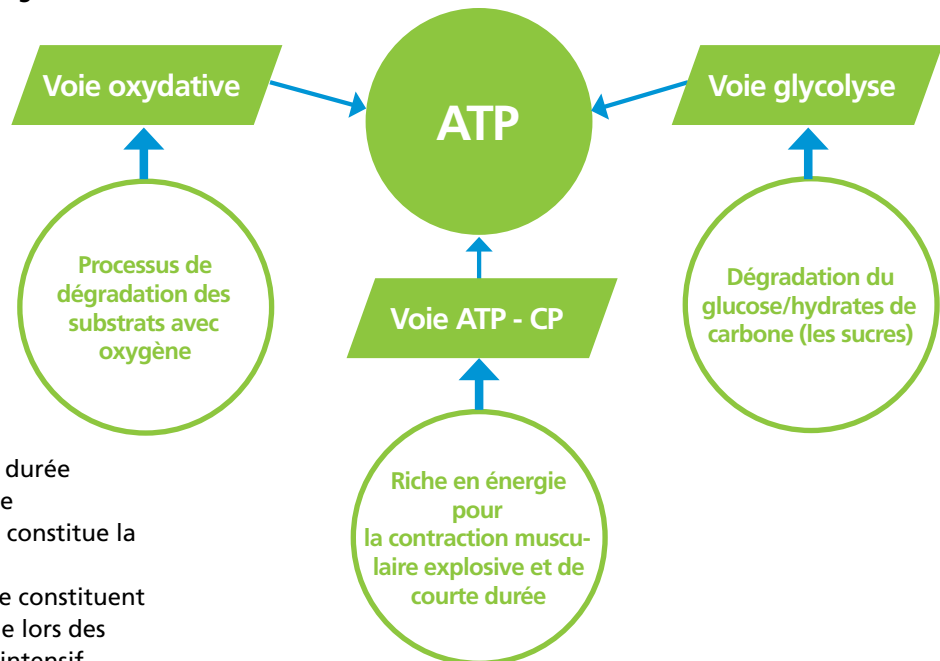 Voie oxydative
ATP
Voie glycolyse
Processus de
dégradation des
substrats avec
oxygène
Voie ATP - CP
Dégradation du
glucose/hydrates de
carbone (les sucres)
Riche en énergie
pour
la contraction muscu-
laire explosive et de
courte durée
durée
e
constitue la
e constituent
e lors des
intensif